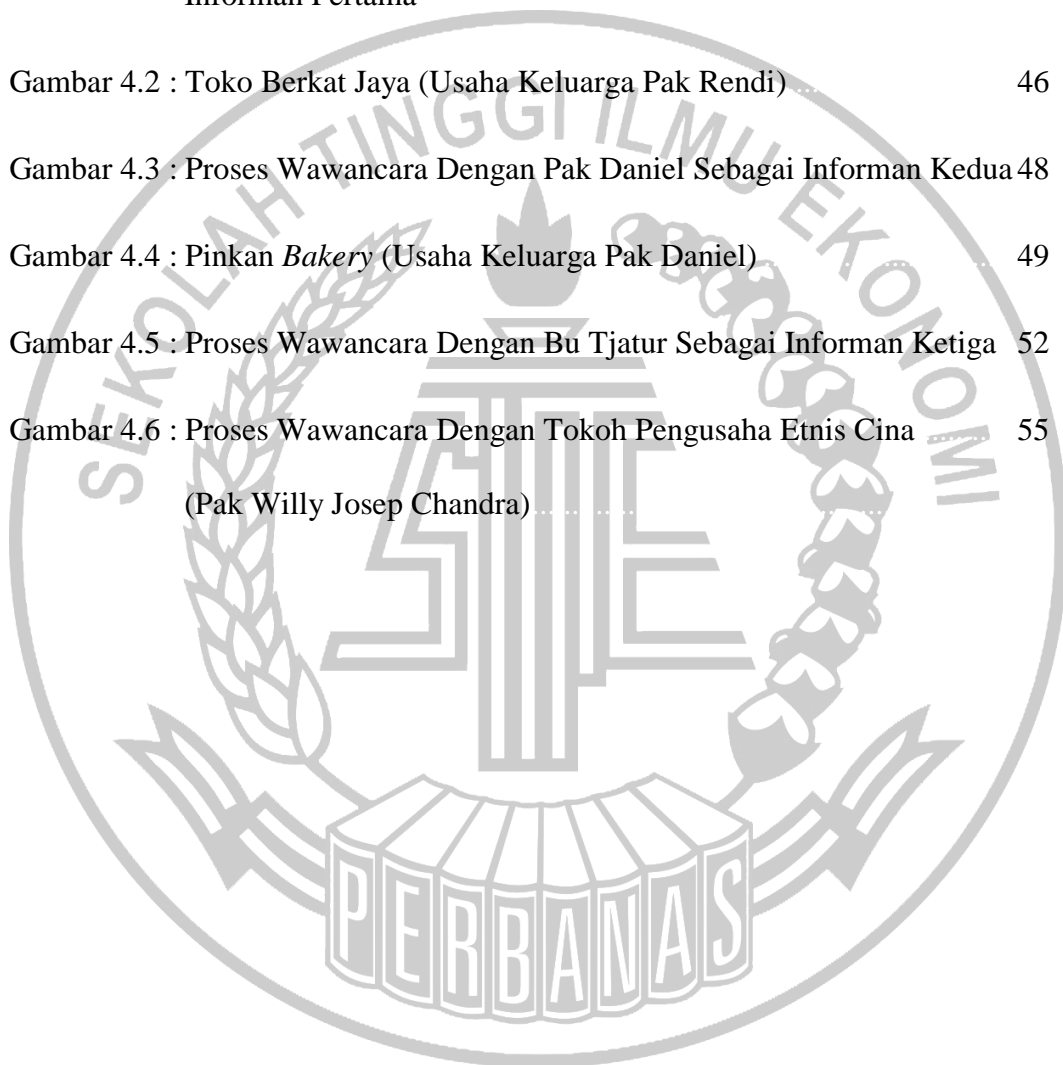 Informan Pertama
Gambar 4.2 : Toko Berkat Jaya (Usaha Keluarga Pak Rendi) ... 46
Gambar 4.3 : Proses Wawancara Dengan Pak Daniel Sebagai Informan Kedua 48
Gambar 4.4 : Pinkan Bakery (Usaha Keluarga Pak Daniel) ... 49
Gambar 4.5 : Proses Wawancara Dengan Bu Tjatur Sebagai Informan Ketiga 52
Gambar 4.6 : Proses Wawancara Dengan Tokoh Pengusaha Etnis Cina ... 55
(Pak Willy Josep Chandra) ...
SEKOLAH TINGGI ILMU EKONOMI
STIE
PERBANAS